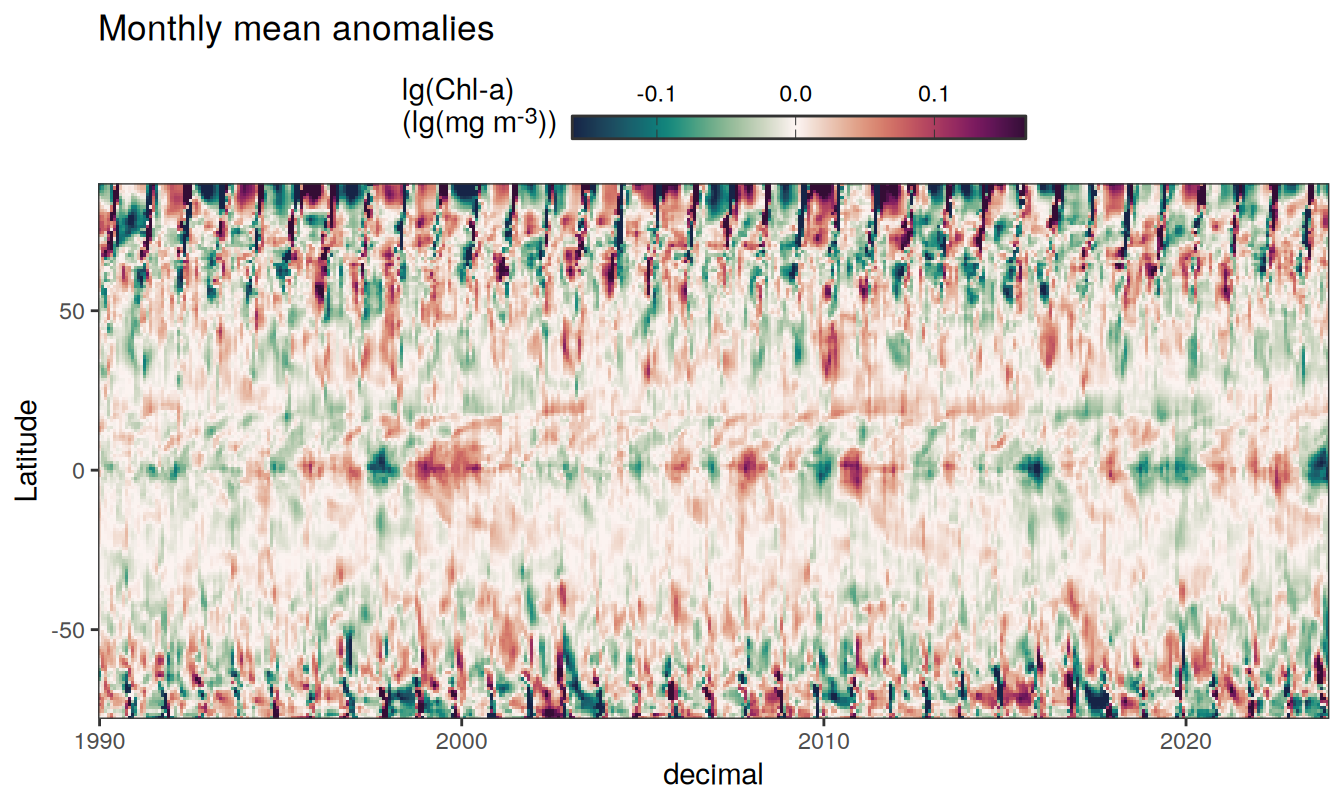 Monthly mean anomalies
lg(Chl-a)
(lg(mg m⁻³))
-0.1 0.0 0.1
Latitude
50
0
-50
1990 2000 2010 2020
decimal